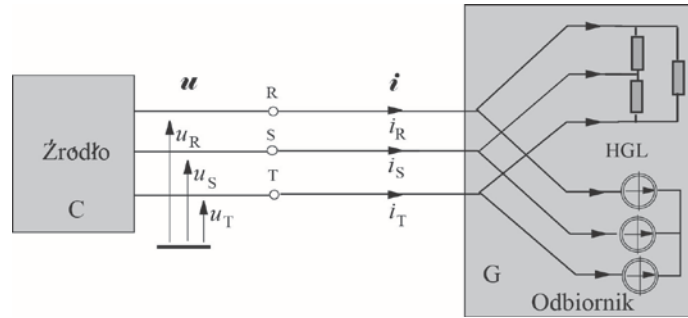 Źródło
C
u
R
S
T
u_R
u_S
u_T
i
i_R
i_S
i_T
HGL
G
Odbiornik